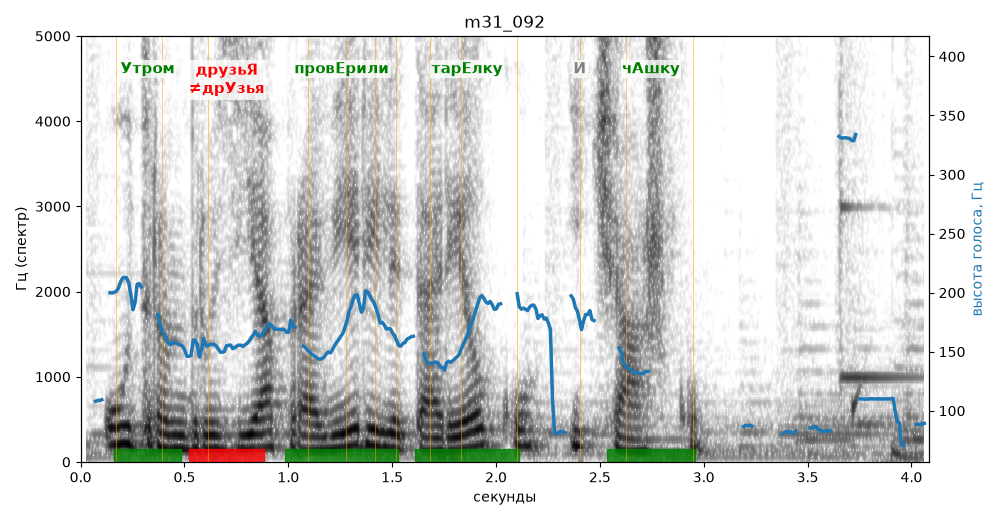 m31_092
5000
4000
3000
2000
1000
0
Гц (спектр)
Утром
друзьЯ
≠дрУзья
провЕрили
тарЕлку
И
чАшку
400
350
300
250
200
150
100
высота голоса, Гц
0.0 0.5 1.0 1.5 2.0 2.5 3.0 3.5 4.0
секунды